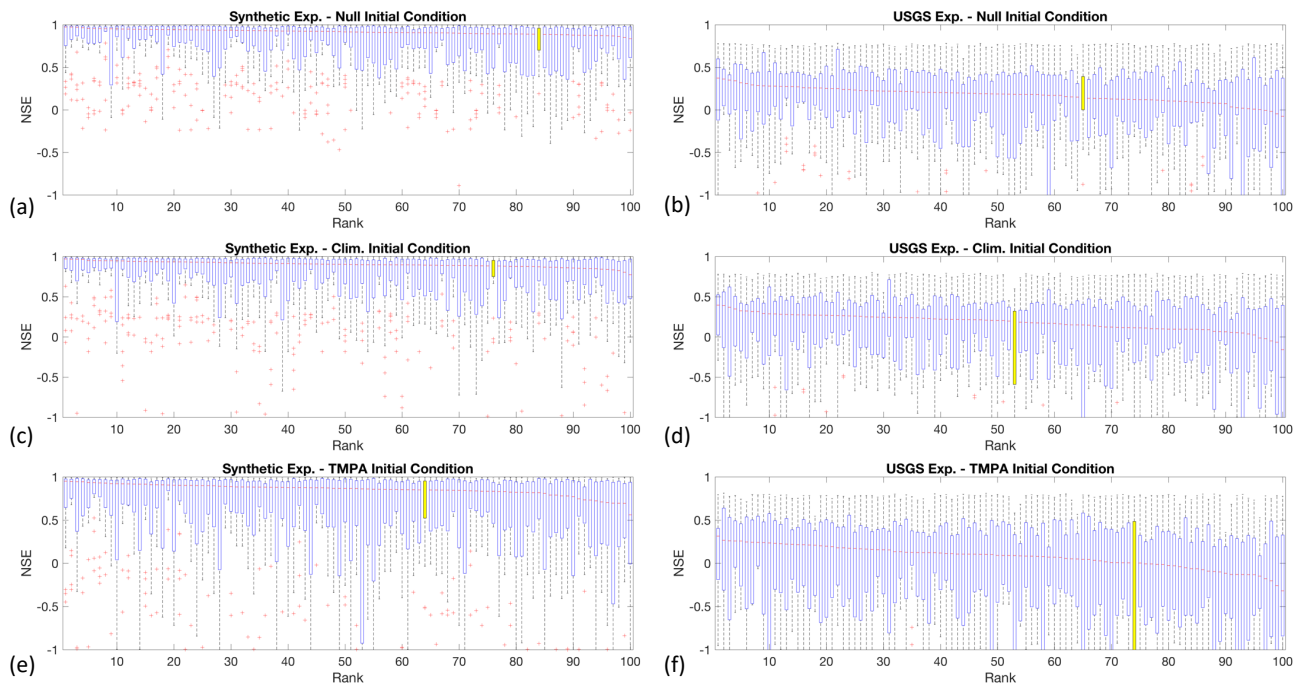 Synthetic Exp. - Null Initial Condition
1
0.5
0
-0.5
-1
NSE
10 20 30 40 50 60 70 80 90 100
Rank
(a)
USGS Exp. - Null Initial Condition
1
0.5
0
-0.5
-1
NSE
10 20 30 40 50 60 70 80 90 100
Rank
(b)
Synthetic Exp. - Clim. Initial Condition
1
0.5
0
-0.5
-1
NSE
10 20 30 40 50 60 70 80 90 100
Rank
(c)
USGS Exp. - Clim. Initial Condition
1
0.5
0
-0.5
-1
NSE
10 20 30 40 50 60 70 80 90 100
Rank
(d)
Synthetic Exp. - TMPA Initial Condition
1
0.5
0
-0.5
-1
NSE
10 20 30 40 50 60 70 80 90 100
Rank
(e)
USGS Exp. - TMPA Initial Condition
1
0.5
0
-0.5
-1
NSE
10 20 30 40 50 60 70 80 90 100
Rank
(f)